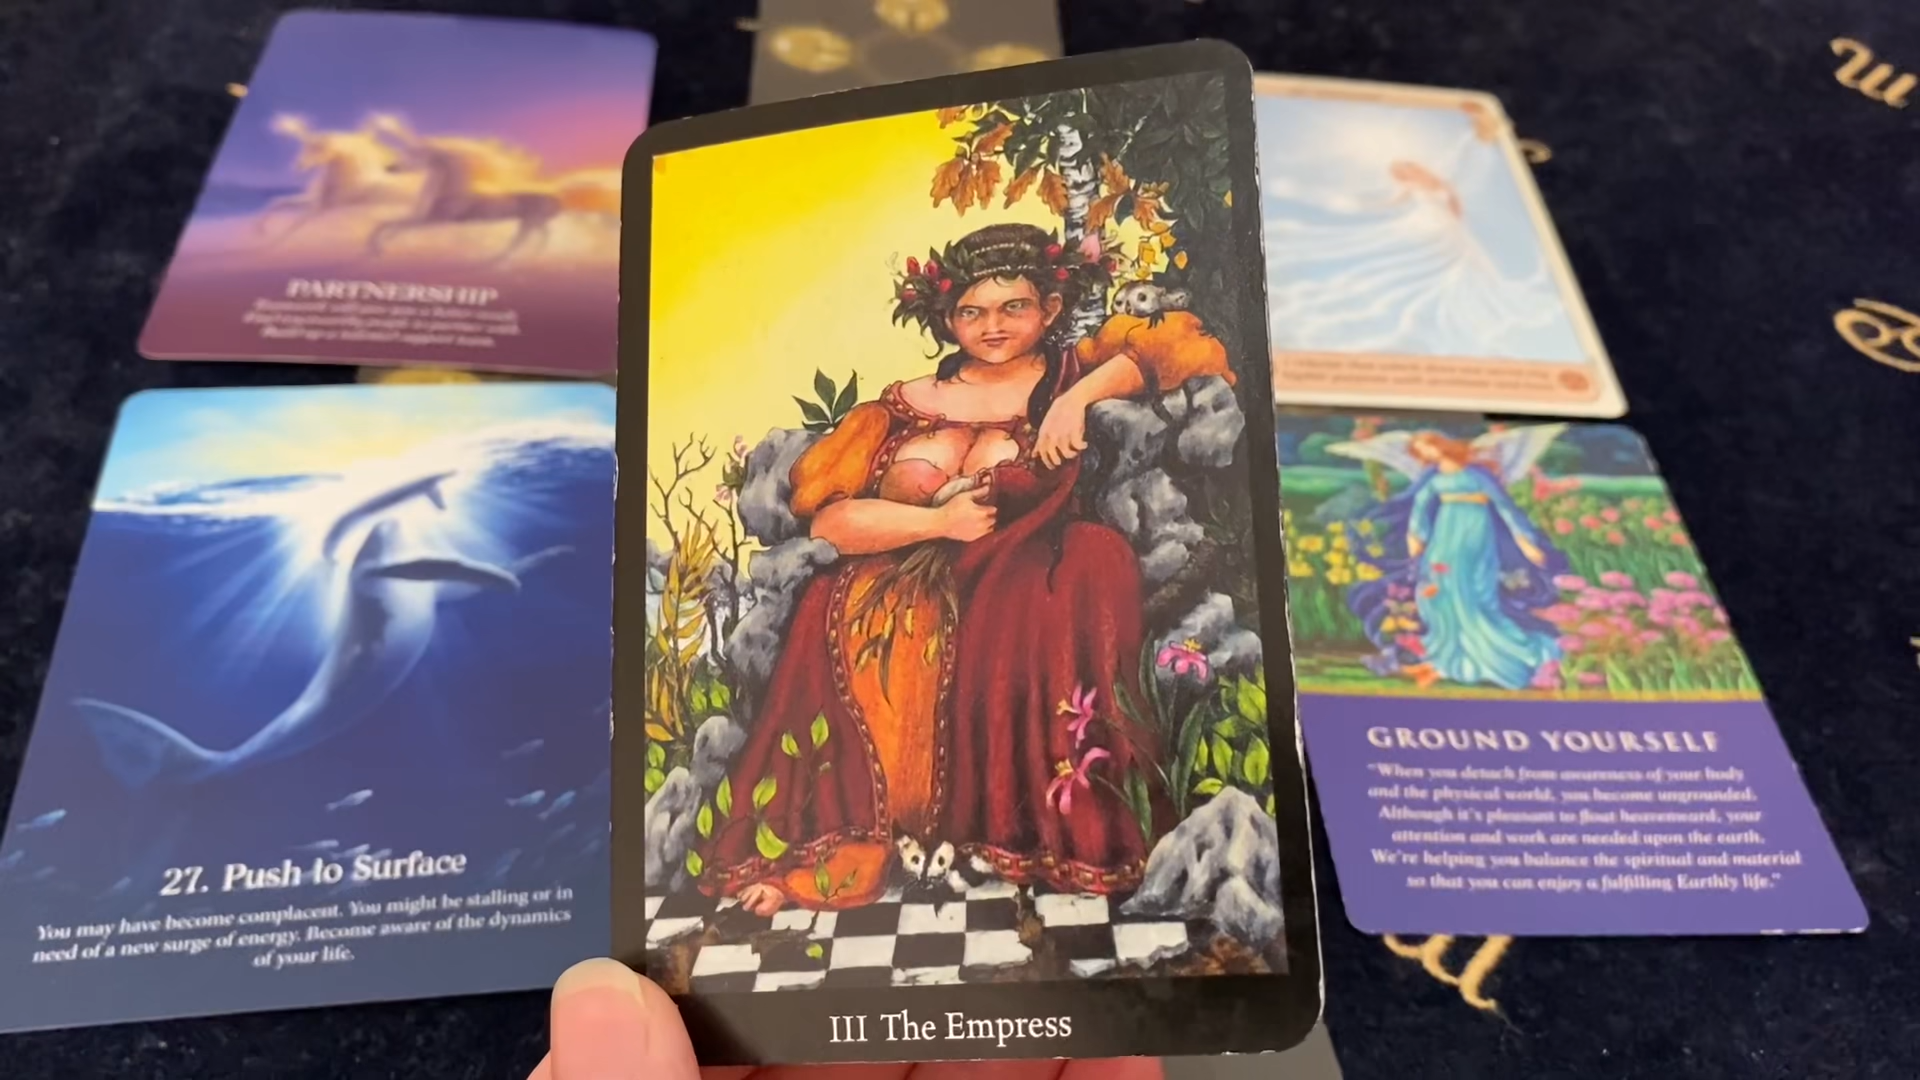 PARTNERSHIP
27. Push to Surface
You may have become complacent. You might be stalling or in
need of a new surge of energy. Become aware of the dynamics
of your life.
III The Empress
GROUND YOURSELF
"When you detach from awareness of your body
and the physical world, you become ungrounded.
Although it's pleasant to float heavenward, your
attention and work are needed upon the earth.
We're helping you balance the spiritual and material
so that you can enjoy a fulfilling Earthly life."